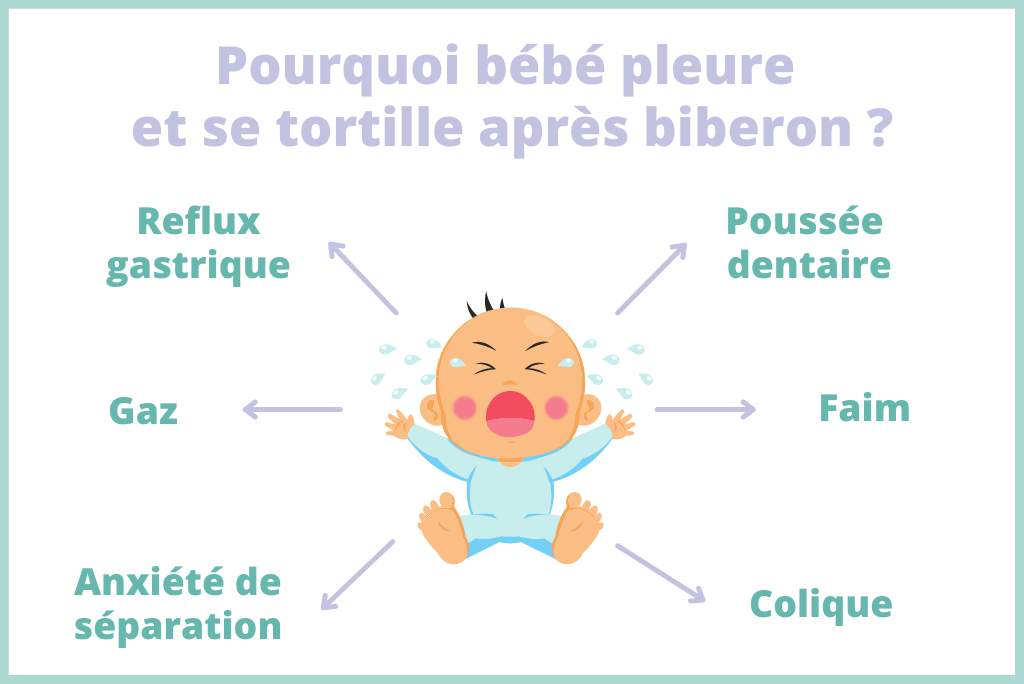 Pourquoi bébé pleure
et se tortille après biberon ?
Reflux
gastrique
Poussée
dentaire
Gaz
Faim
Anxiété de
séparation
Colique